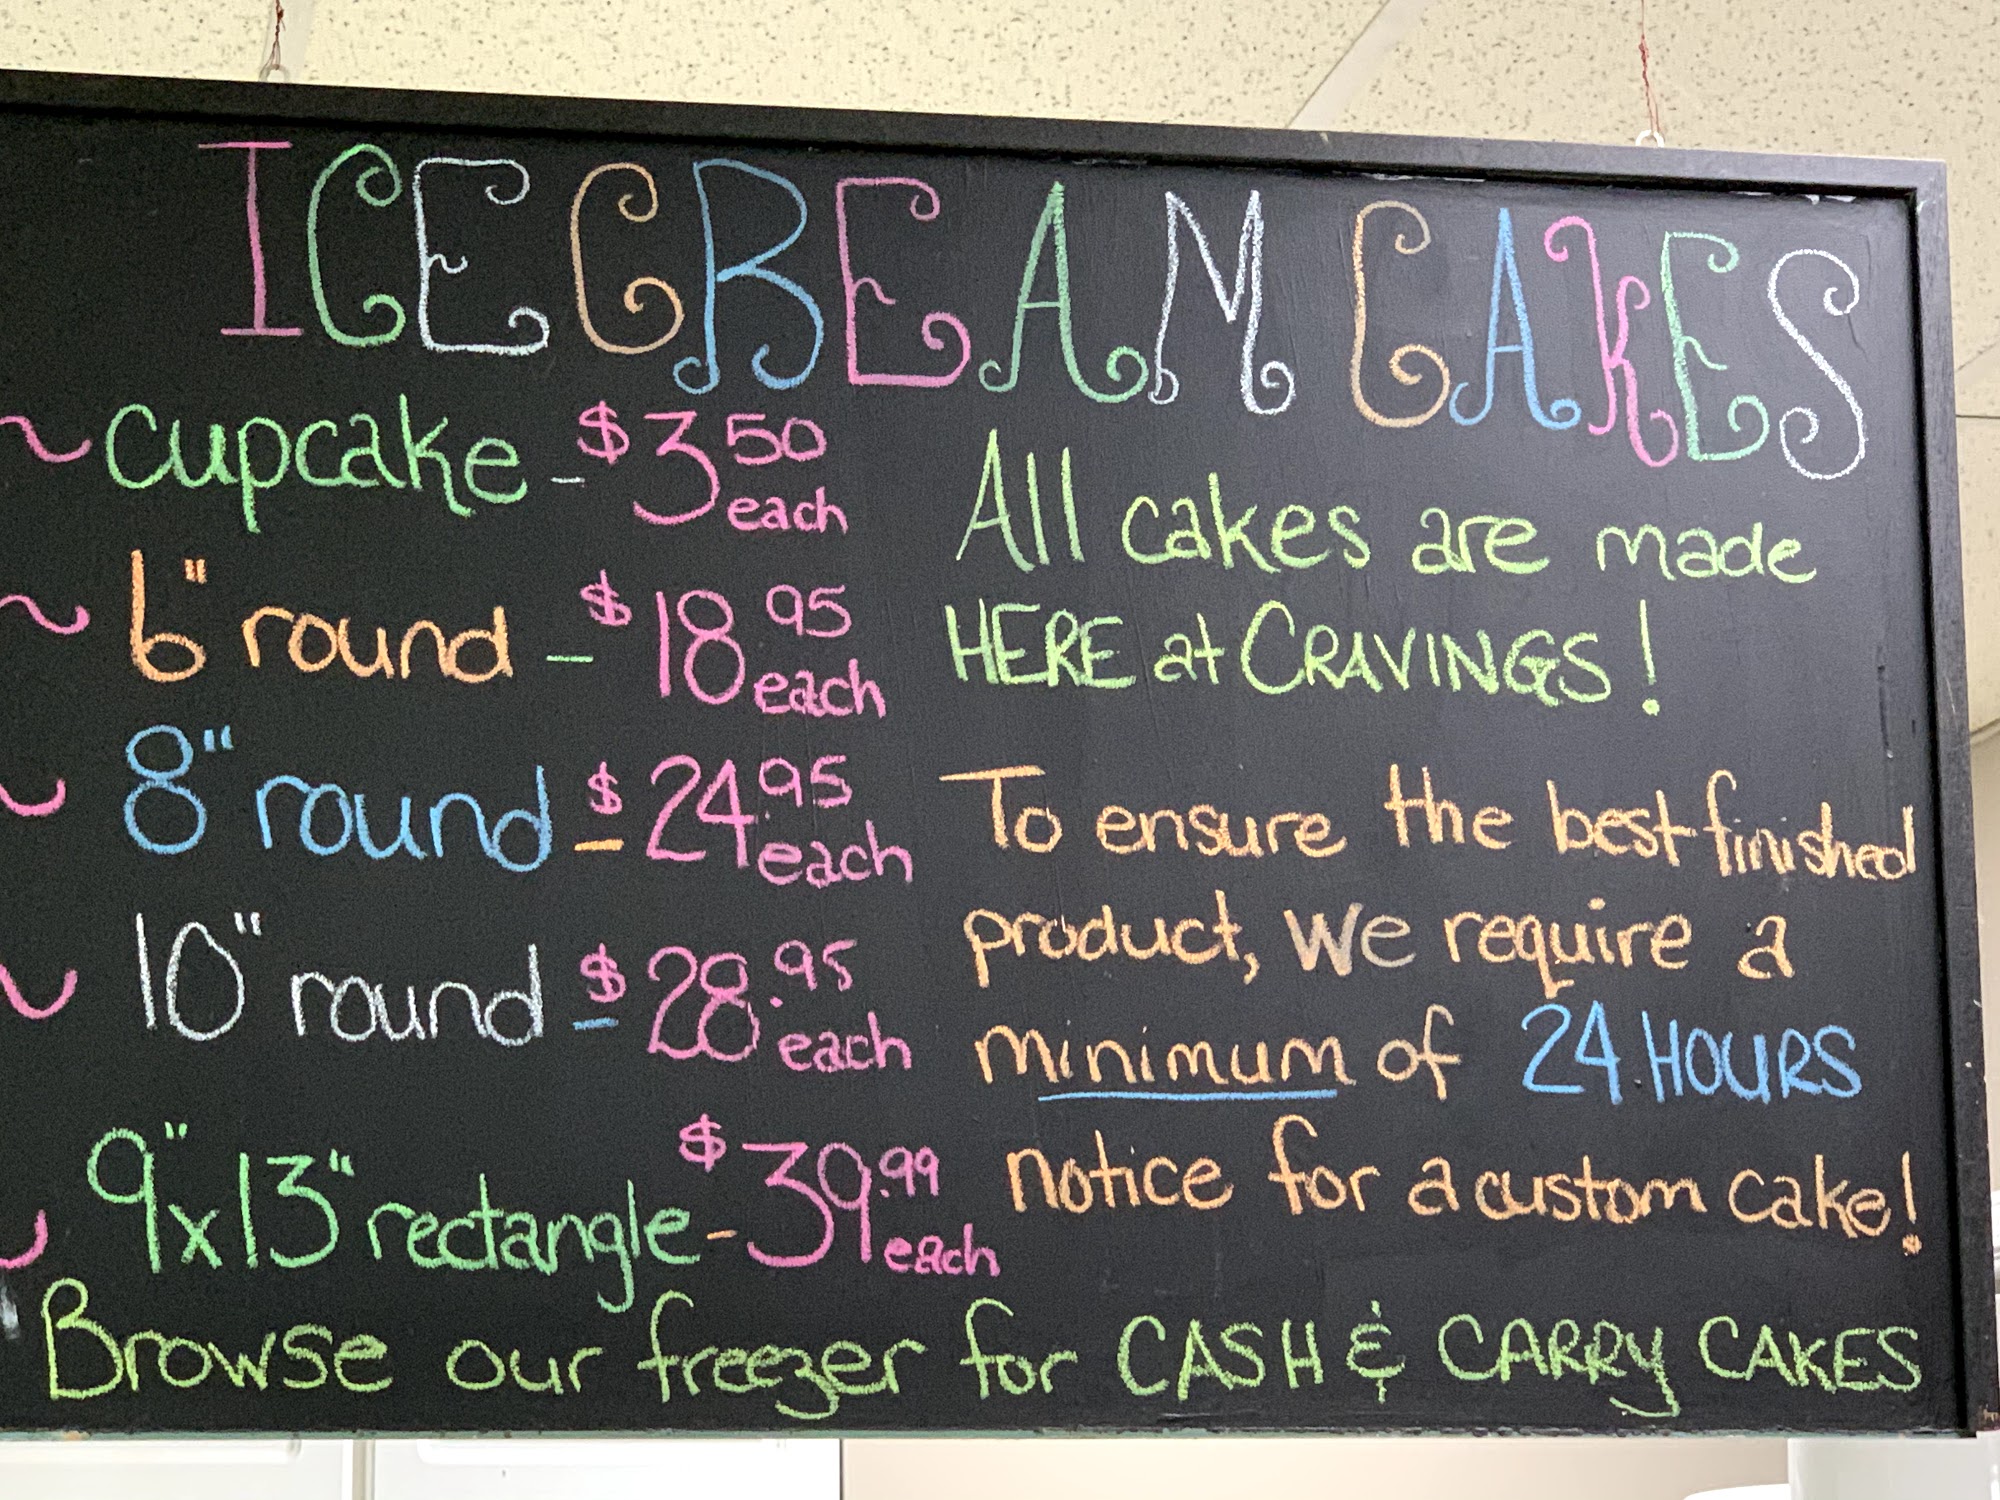 ICE CREAM CAKES
~ cupcake - $3.50 each
~ 6" round - $18.95 each
~ 8" round - $24.95 each
~ 10" round - $28.95 each
~ 9"x13" rectangle - $39.99 each
All cakes are made
HERE at CRAVINGS!
To ensure the best finished
product, we require a
minimum of 24 HOURS
notice for a custom cake!
Browse our freezer for CASH & CARRY CAKES